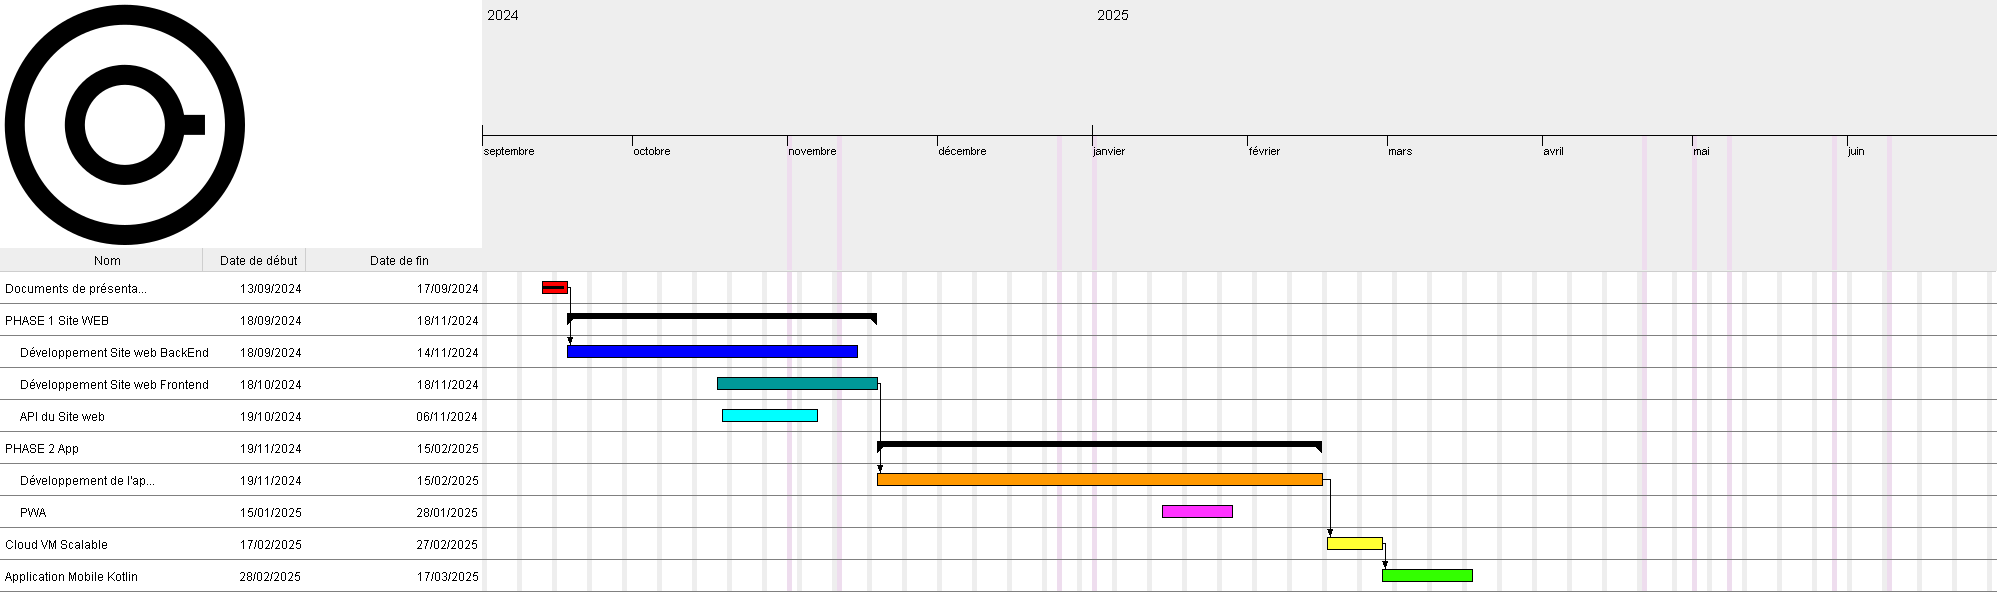 2024 2025
septembre octobre novembre décembre janvier février mars avril mai juin
Nom Date de début Date de fin
Documents de présenta... 13/09/2024 17/09/2024
PHASE 1 Site WEB 18/09/2024 18/11/2024
Développement Site web BackEnd 18/09/2024 14/11/2024
Développement Site web Frontend 18/10/2024 18/11/2024
API du Site web 19/10/2024 06/11/2024
PHASE 2 App 19/11/2024 15/02/2025
Développement de l'ap... 19/11/2024 15/02/2025
PWA 15/01/2025 28/01/2025
Cloud VM Scalable 17/02/2025 27/02/2025
Application Mobile Kotlin 28/02/2025 17/03/2025